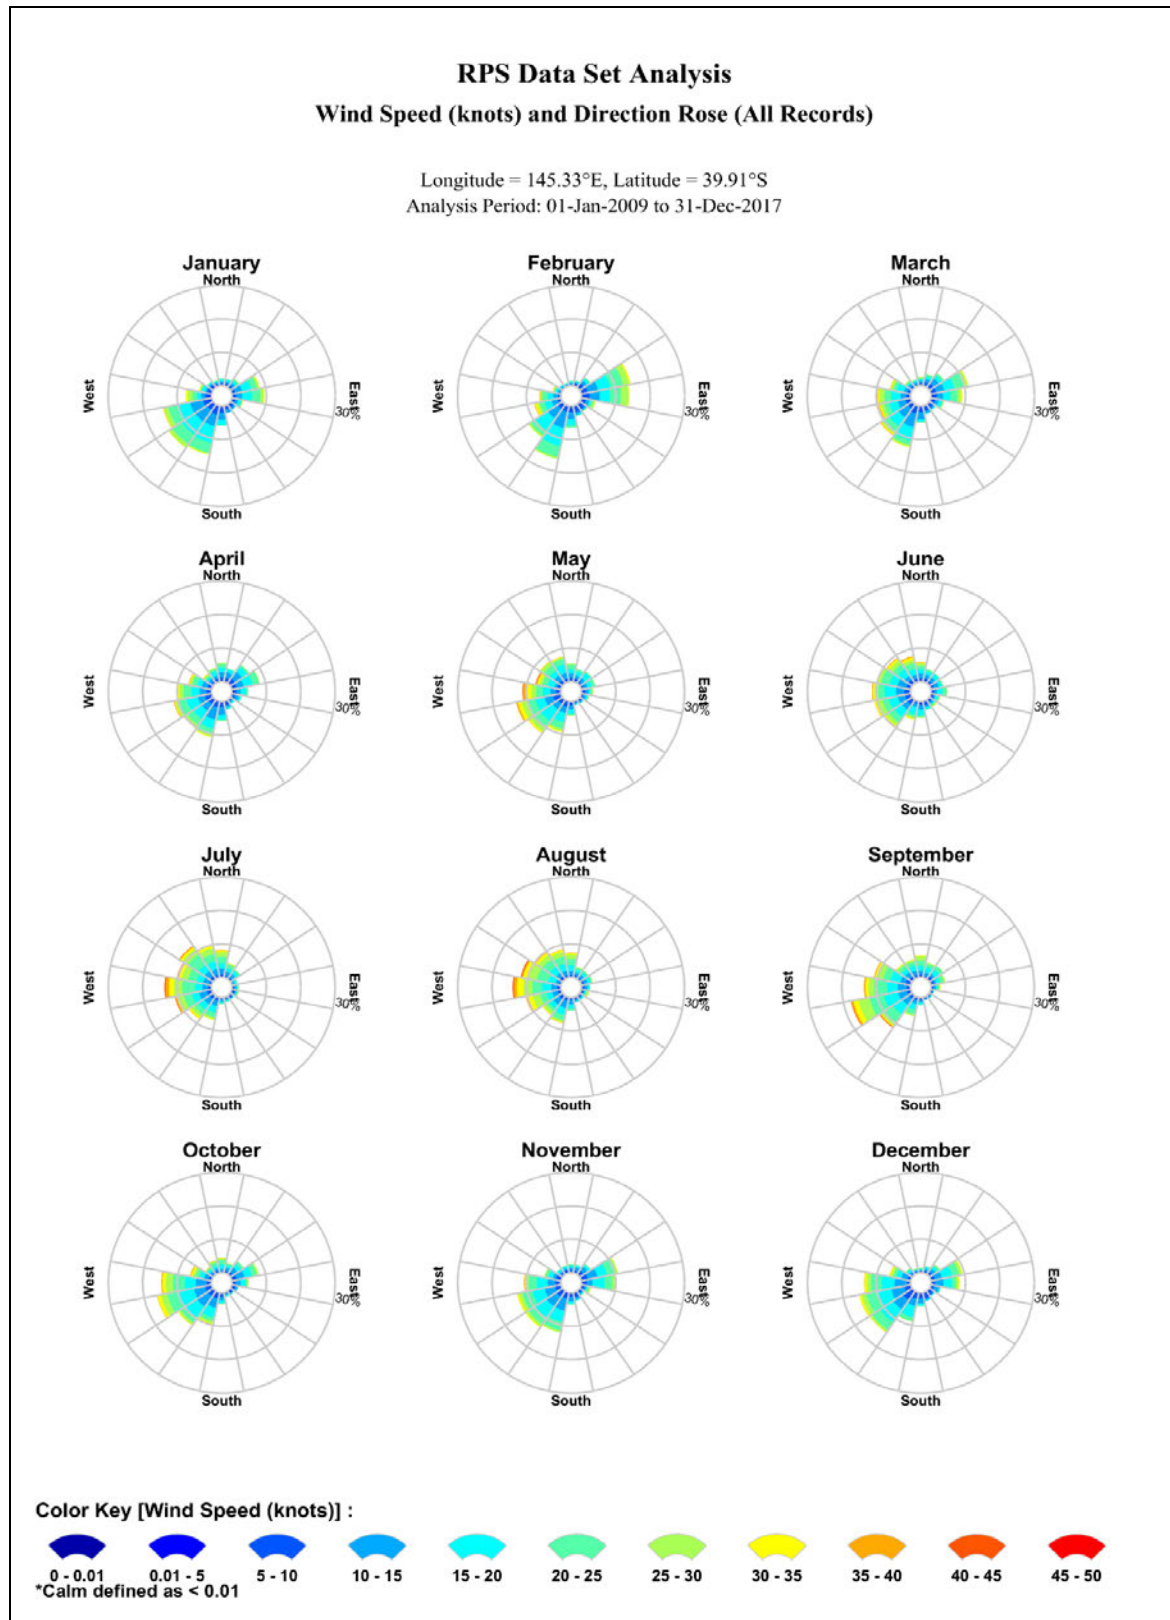 RPS Data Set Analysis
Wind Speed (knots) and Direction Rose (All Records)
Longitude = 145.33°E, Latitude = 39.91°S
Analysis Period: 01-Jan-2009 to 31-Dec-2017
January February March
North North North
West East 30% West East 30% West East 30%
South South South
April May June
North North North
West East 30% West East 30% West East 30%
South South South
July August September
North North North
West East 30% West East 30% West East 30%
South South South
October November December
North North North
West East 30% West East 30% West East 30%
South South South
Color Key [Wind Speed (knots)] :
0 - 0.01 0.01 - 5 5 - 10 10 - 15 15 - 20 20 - 25 25 - 30 30 - 35 35 - 40 40 - 45 45 - 50
*Calm defined as < 0.01